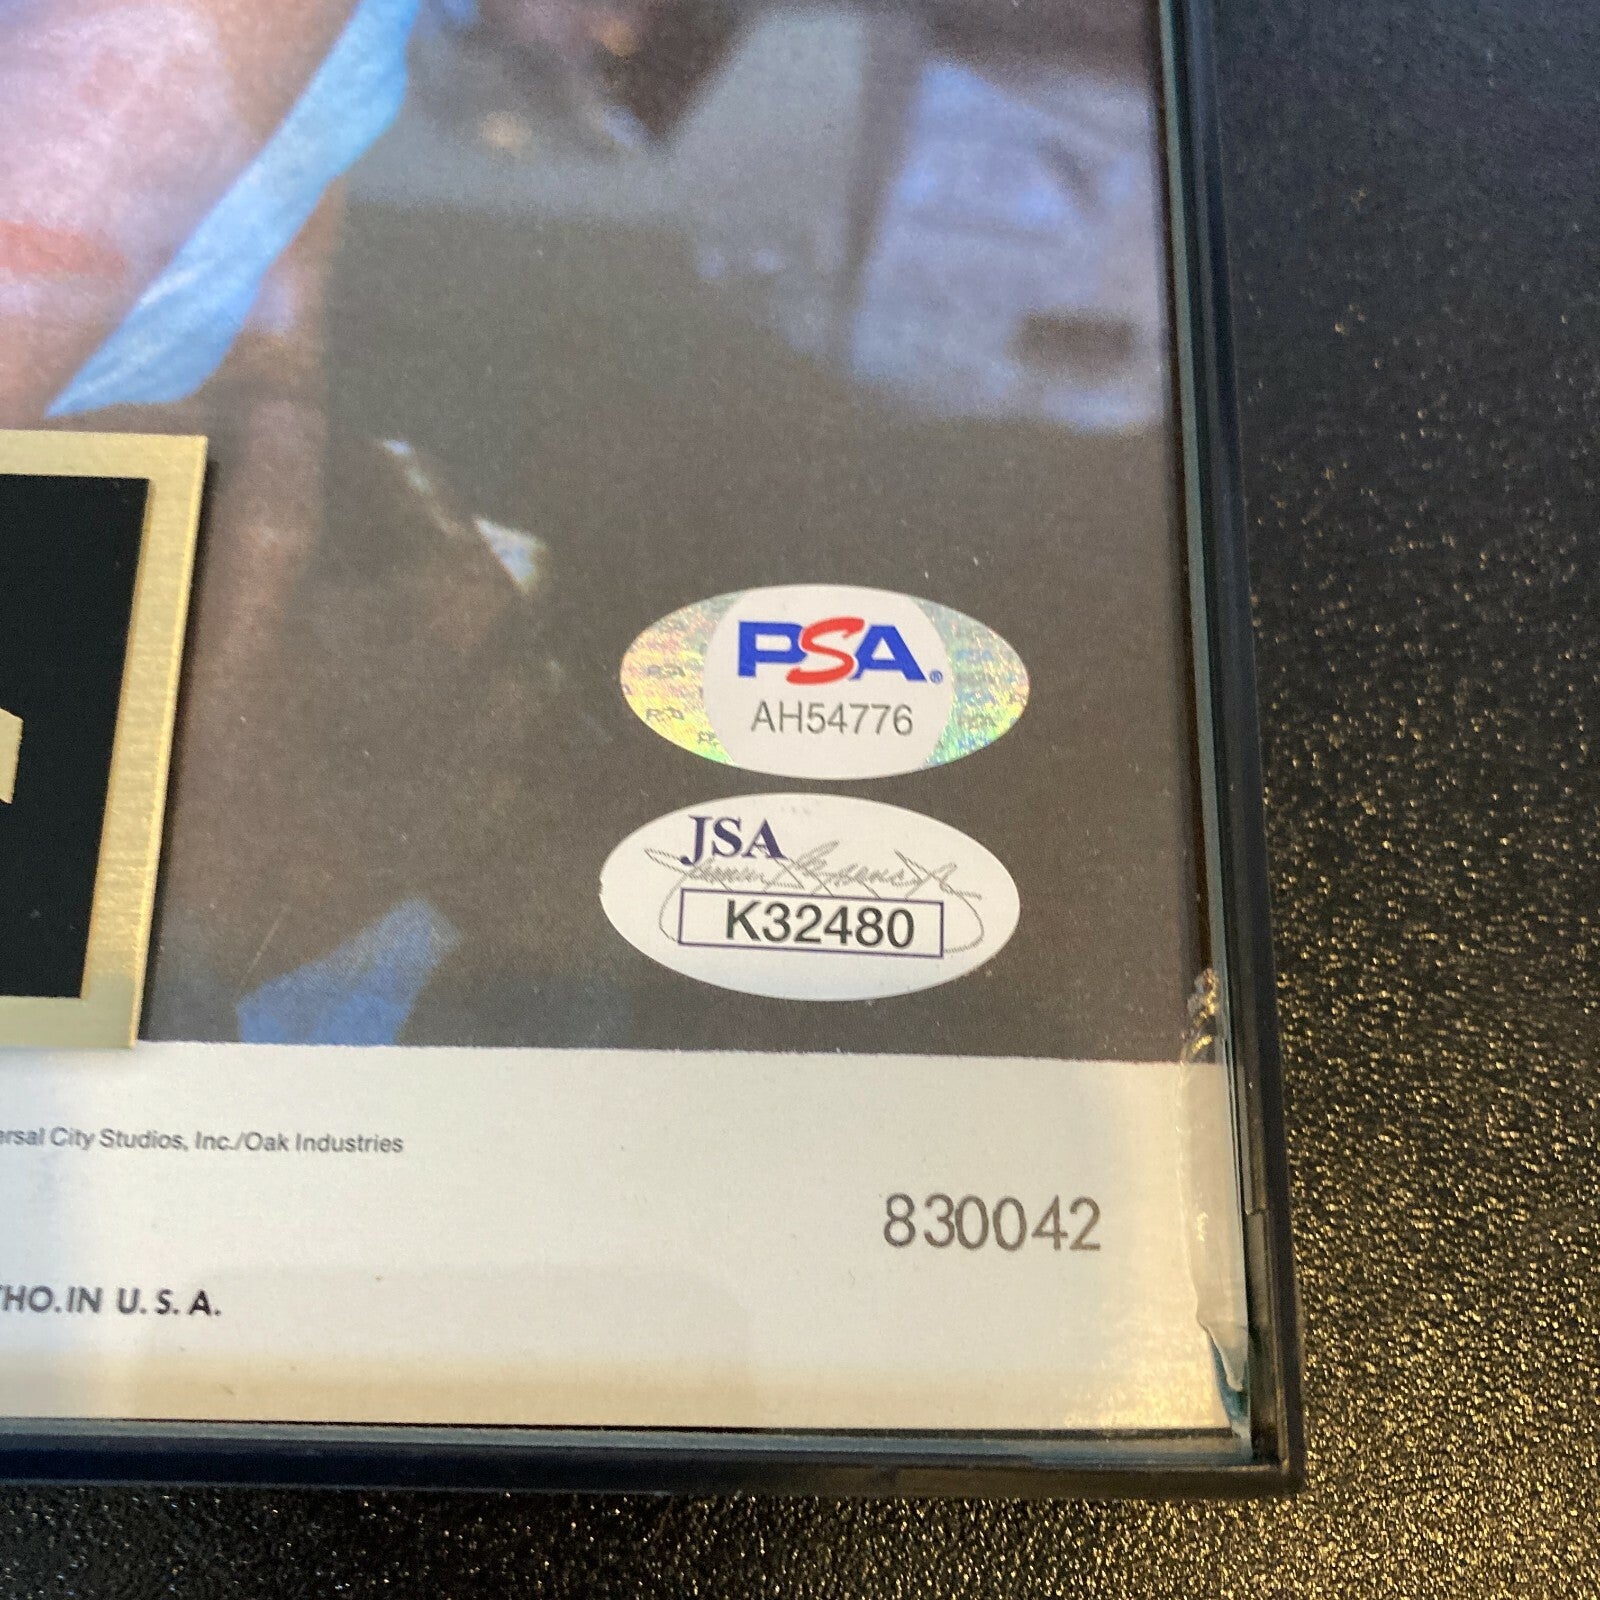 PSA®
AH54776
JSA
K32480
ersal City Studios, Inc./Oak Industries
830042
THO. IN U. S. A.